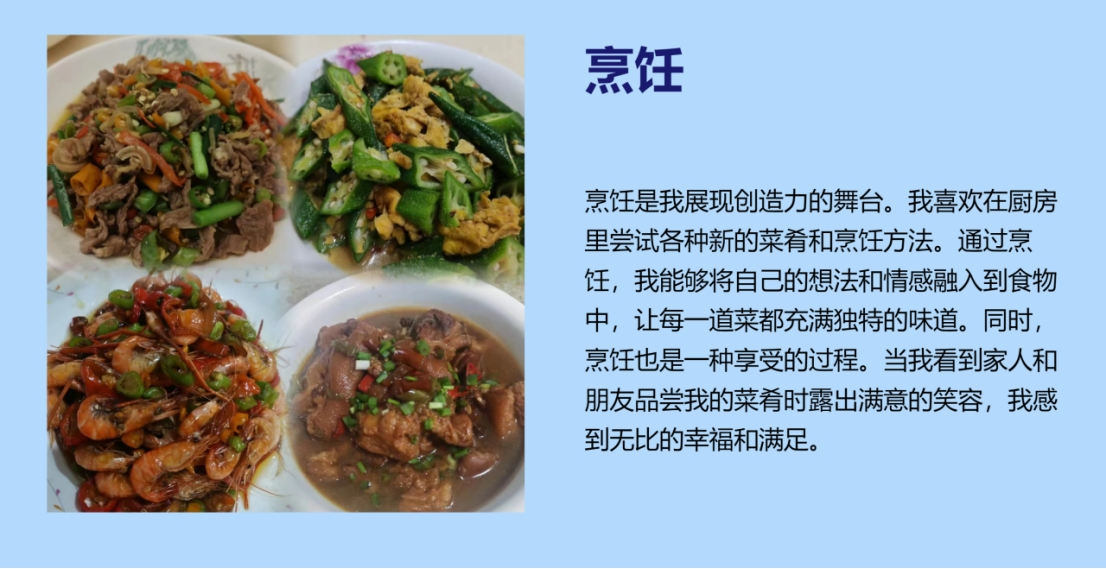 烹饪
烹饪是我展现创造力的舞台。我喜欢在厨房
里尝试各种新的菜肴和烹饪方法。通过烹
饪，我能够将自己的想法和情感融入到食物
中，让每一道菜都充满独特的味道。同时，
烹饪也是一种享受的过程。当我看到家人和
朋友品尝我的菜肴时露出满意的笑容，我感
到无比的幸福和满足。